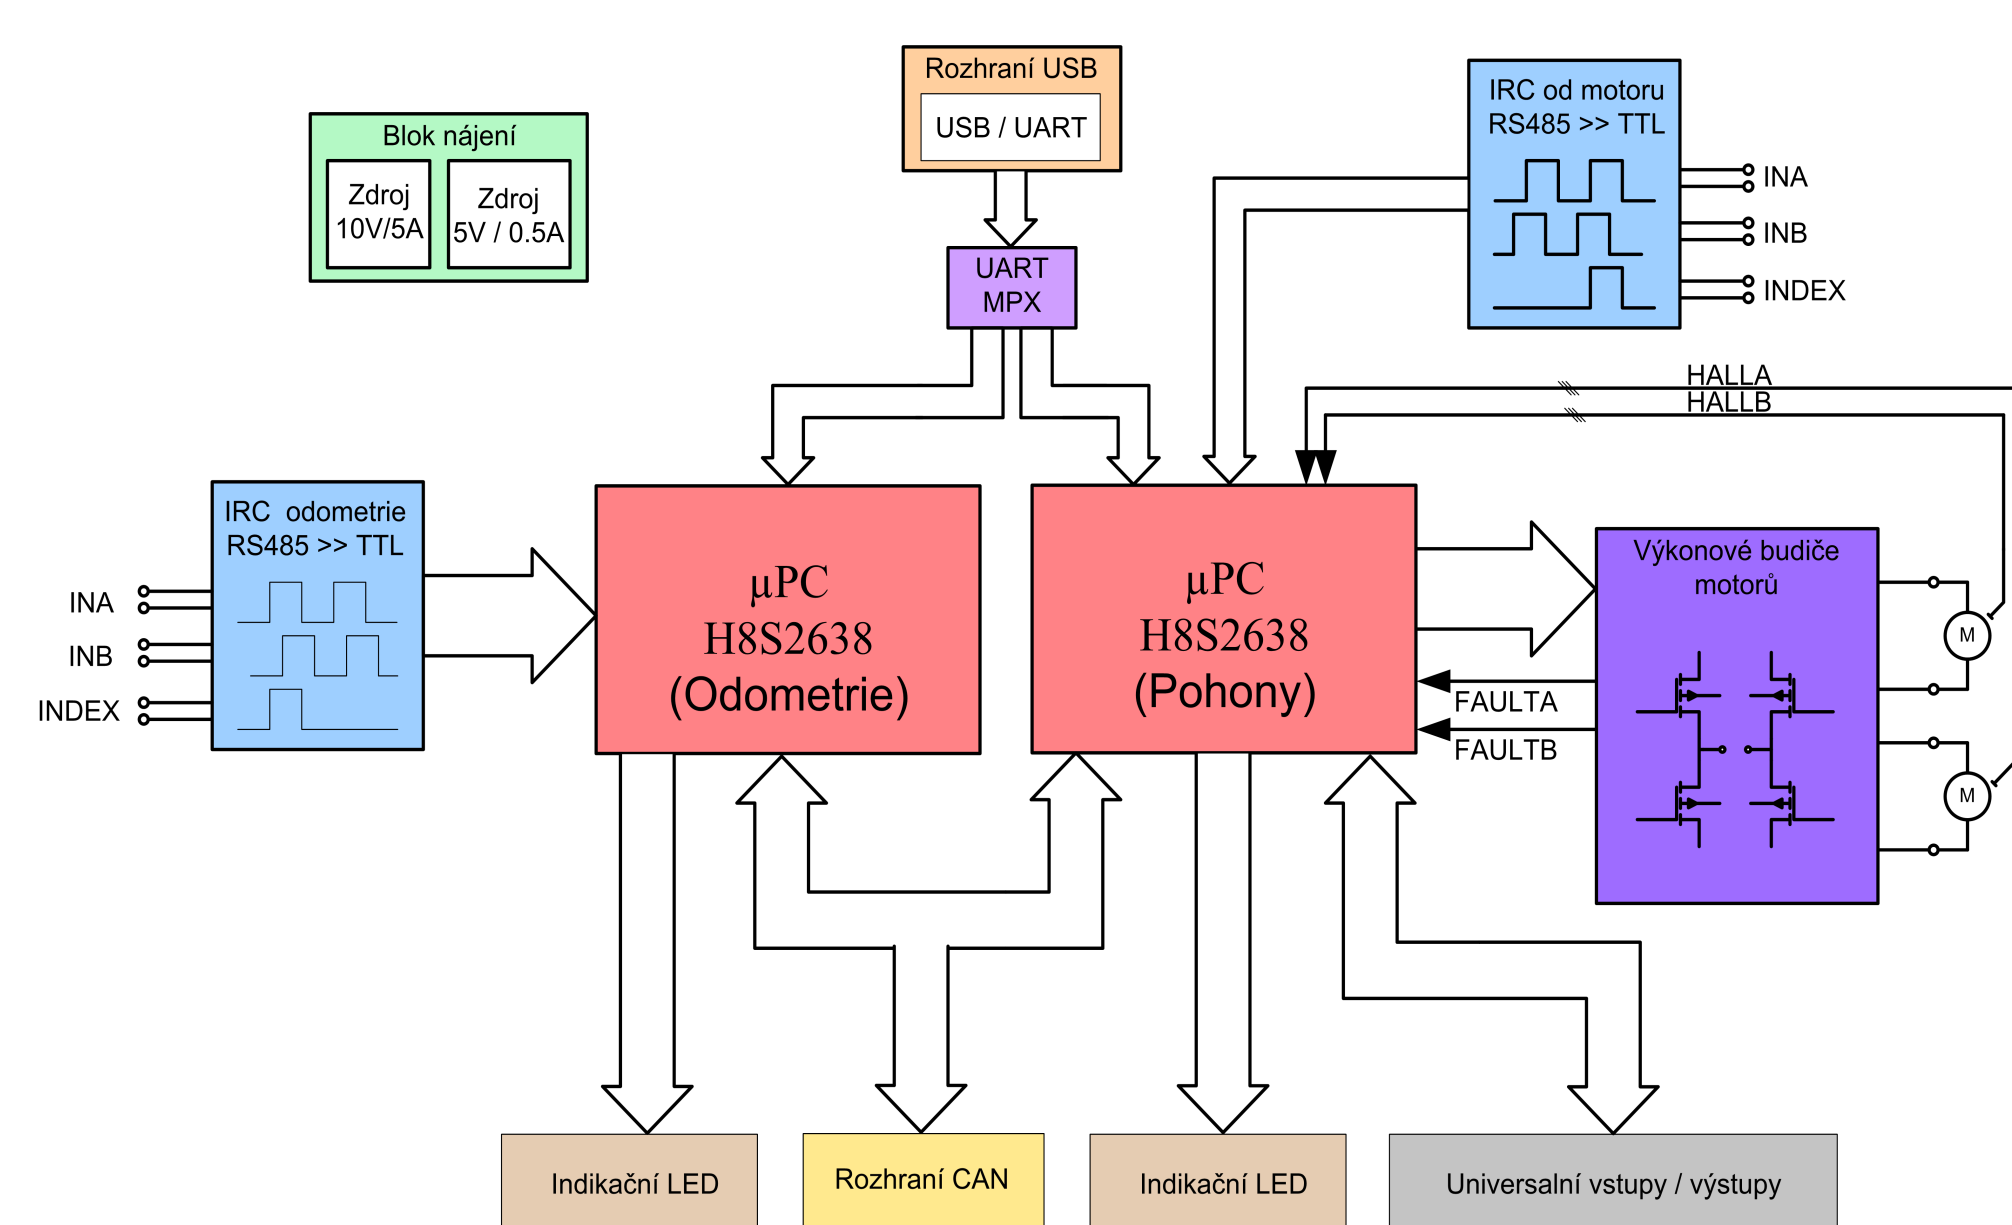 Rozhraní USB
USB / UART
IRC od motoru
RS485 >> TTL
INA
INB
INDEX
Blok nájení
Zdroj
10V/5A
Zdroj
5V / 0.5A
UART
MPX
HALLA
HALLB
IRC  odometrie
RS485 >> TTL
INA
INB
INDEX
µPC
H8S2638
(Odometrie)
µPC
H8S2638
(Pohony)
FAULTA
FAULTB
Výkonové budiče
motorů
M
M
Indikační LED
Rozhraní CAN
Indikační LED
Universalní vstupy / výstupy